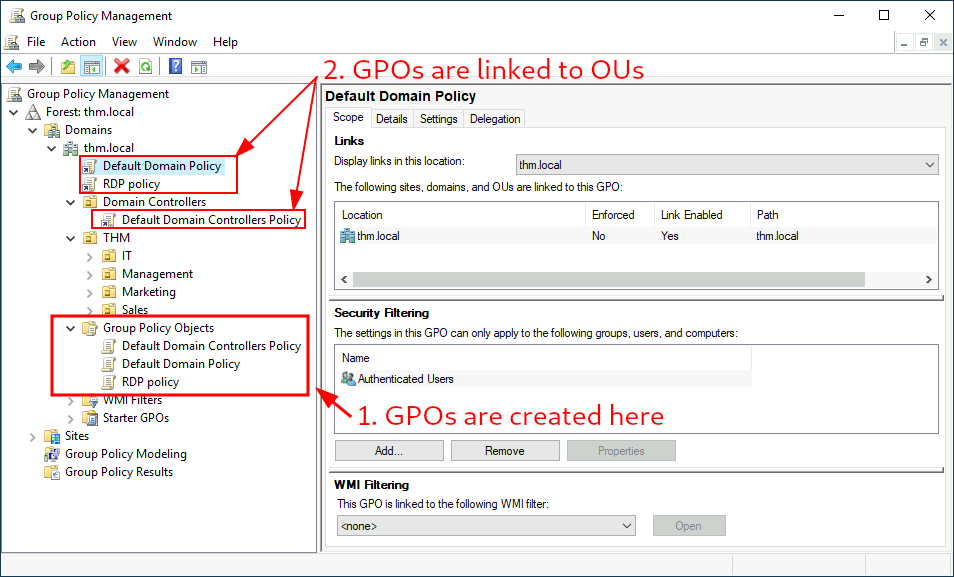 Group Policy Management
File Action View Window Help
2. GPOs are linked to OUs
Group Policy Management
Forest: thm.local
Domains
thm.local
Default Domain Policy
RDP policy
Domain Controllers
Default Domain Controllers Policy
THM
IT
Management
Marketing
Sales
Group Policy Objects
Default Domain Controllers Policy
Default Domain Policy
RDP policy
WMI Filters
Starter GPOs
Sites
Group Policy Modeling
Group Policy Results
Default Domain Policy
Scope Details Settings Delegation
Links
Display links in this location: thm.local
The following sites, domains, and OUs are linked to this GPO:
Location Enforced Link Enabled Path
thm.local No Yes thm.local
Security Filtering
The settings in this GPO can only apply to the following groups, users, and computers:
Name
Authenticated Users
1. GPOs are created here
Add... Remove Properties
WMI Filtering
This GPO is linked to the following WMI filter:
<none> Open